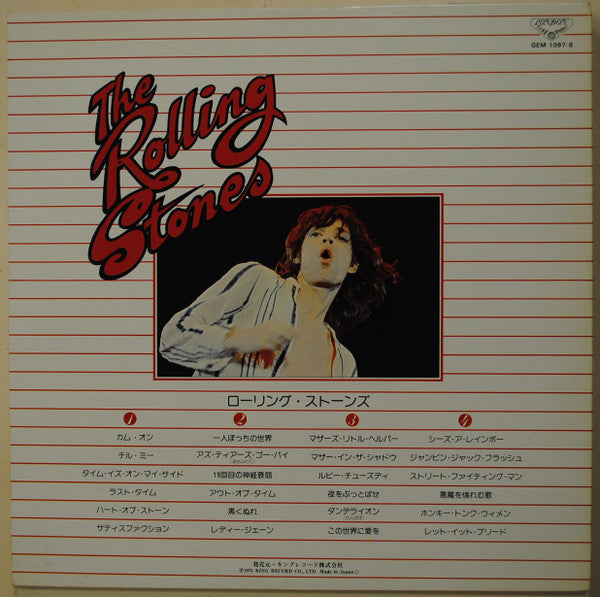 LONDON
GEM 1097/8
The
Rolling
Stones
ローリング・ストーンズ
1
カム・オン
テル・ミー
タイム・イズ・オン・マイ・サイド
ラスト・タイム
ハート・オブ・ストーン
サティスファクション
2
一人ぼっちの世界
アズ・ティアーズ・ゴー・バイ
19回目の神経衰弱
アウト・オブ・タイム
黒くぬれ
レディー・ジェーン
3
マザーズ・リトル・ヘルパー
マザー・イン・ザ・シャドウ
ルビー・チューズディ
夜をぶっとばせ
ダンデライオン
この世界に愛を
4
シーズ・ア・レインボー
ジャンピン・ジャック・フラッシュ
ストリート・ファイティング・マン
悪魔を憐れむ歌
ホンキー・トンク・ウィメン
レット・イット・ブリード
発売元・キングレコード株式会社
Ⓟ1975 KING RECORD CO., LTD. Made in Japan